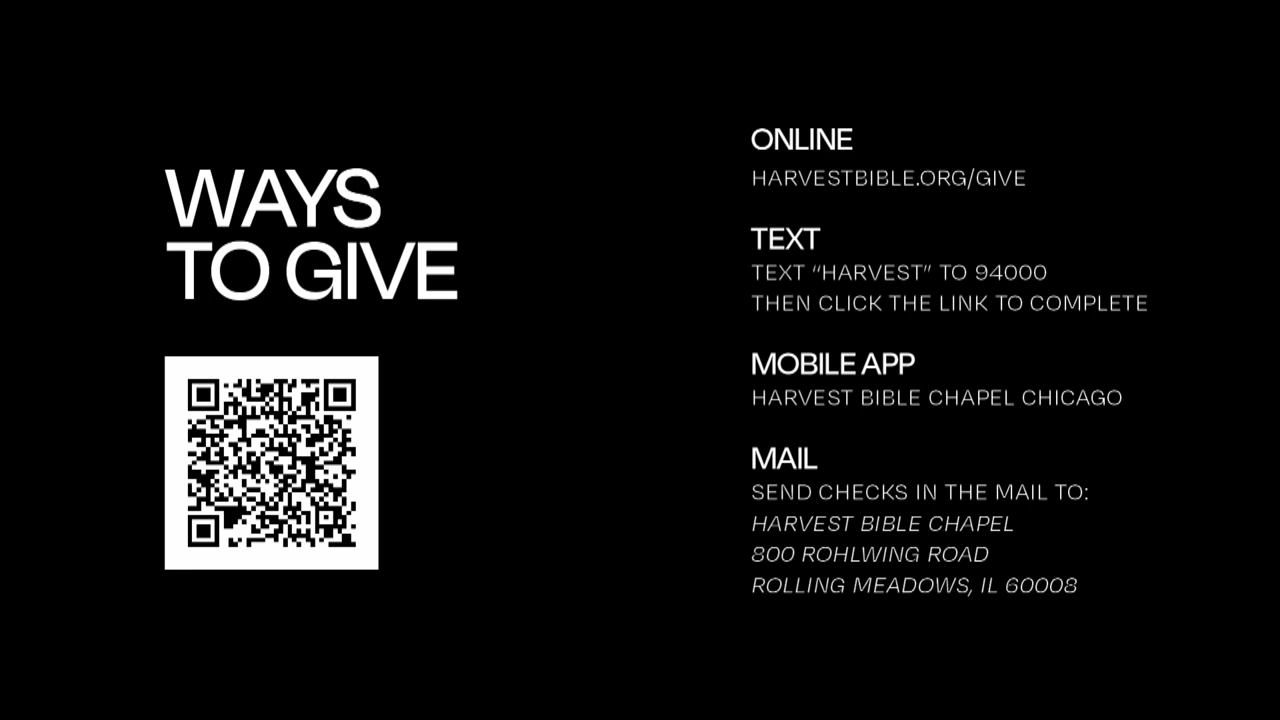 WAYS
TO GIVE
ONLINE
HARVESTBIBLE.ORG/GIVE
TEXT
TEXT “HARVEST” TO 94000
THEN CLICK THE LINK TO COMPLETE
MOBILE APP
HARVEST BIBLE CHAPEL CHICAGO
MAIL
SEND CHECKS IN THE MAIL TO:
HARVEST BIBLE CHAPEL
800 ROHLWING ROAD
ROLLING MEADOWS, IL 60008